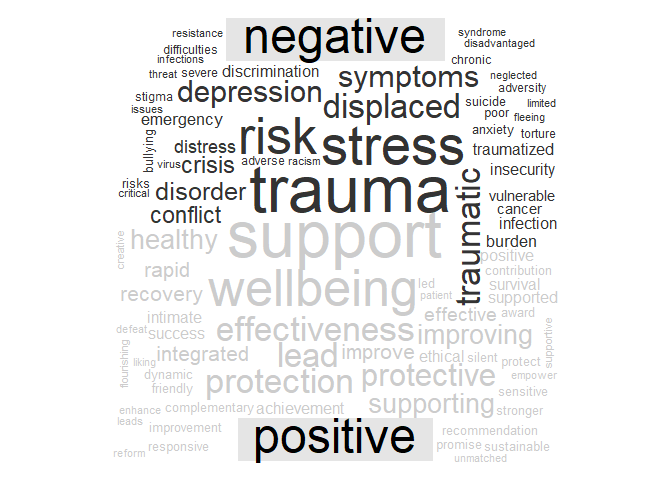 negative
resistance
syndrome
disadvantaged
difficulties
infections
chronic
threat severe discrimination
symptoms
neglected
adversity
stigma
depression
displaced
suicide
limited
issues
poor
fleeing
emergency
risk
stress
anxiety
torture
bullying
distress
traumatized
virus
crisis
adverse
racism
insecurity
risks
critical
disorder
trauma
traumatic
vulnerable
conflict
cancer
infection
burden
creative
healthy
support
positive
contribution
rapid
wellbeing
led
survival
recovery
patient
supported
intimate
effectiveness
effective
award
defeat
success
improving
supportive
flourishing
liking
integrated
lead
improve
ethical
silent
protect
dynamic
protection
protective
empower
friendly
sensitive
enhance
complementary
achievement
supporting
stronger
leads
improvement
positive
recommendation
reform
responsive
promise
sustainable
unmatched